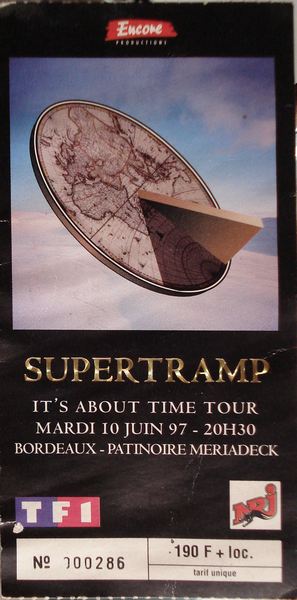 Encore
PRODUCTIONS
SUPERTRAMP
IT'S ABOUT TIME TOUR
MARDI 10 JUIN 97 - 20H30
BORDEAUX - PATINOIRE MERIADECK
TF1
NRJ
Nº 000286
190 F + loc.
tarif unique